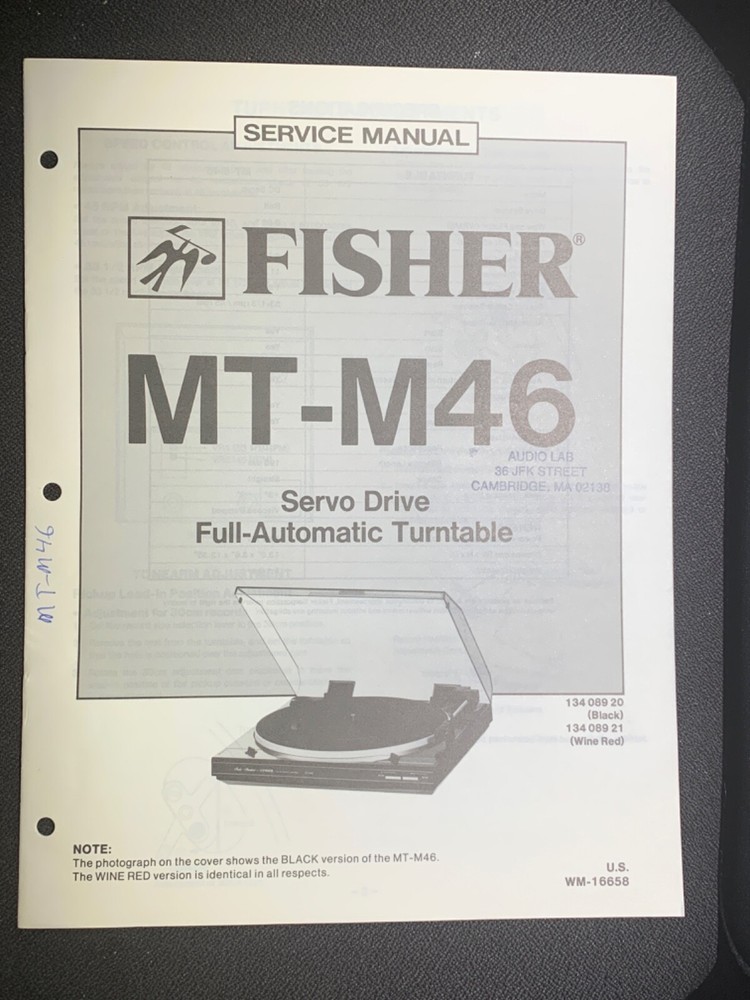 SERVICE MANUAL
FISHER®
MT-M46
AUDIO LAB
36 JFK STREET
CAMBRIDGE, MA 02138
Servo Drive
Full-Automatic Turntable
MT-M46
134 089 20
(Black)
134 089 21
(Wine Red)
NOTE:
The photograph on the cover shows the BLACK version of the MT-M46.
The WINE RED version is identical in all respects.
U.S.
WM-16658